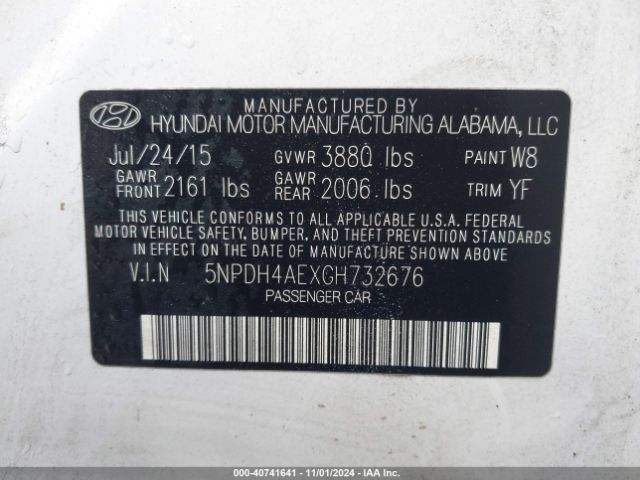 MANUFACTURED BY
HYUNDAI MOTOR MANUFACTURING ALABAMA, LLC
Jul/24/15 GVWR 3880 lbs PAINT W8
GAWR FRONT 2161 lbs GAWR REAR 2006 lbs TRIM YF
THIS VEHICLE CONFORMS TO ALL APPLICABLE U.S.A. FEDERAL
MOTOR VEHICLE SAFETY, BUMPER, AND THEFT PREVENTION STANDARDS
IN EFFECT ON THE DATE OF MANUFACTURE SHOWN ABOVE.
V.I.N 5NPDH4AEXGH732676
PASSENGER CAR
000-40741641 - 11/01/2024 - IAA Inc.